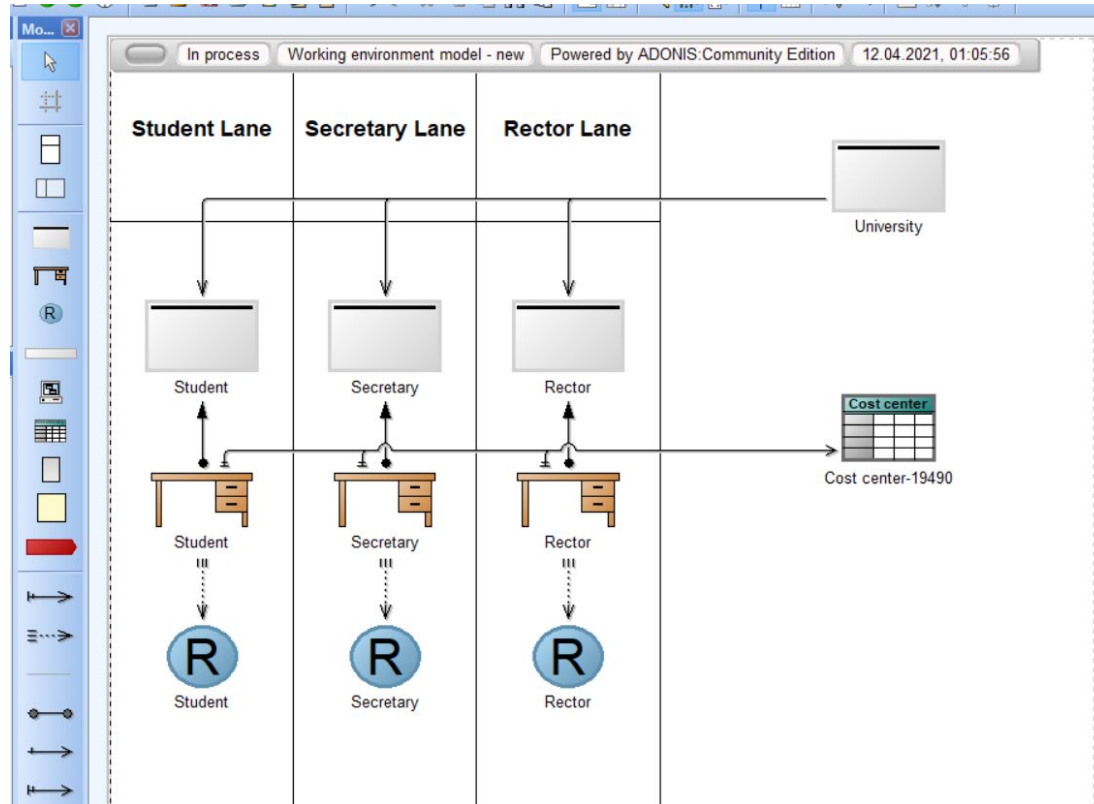 Mo...
In process
Working environment model - new
Powered by ADONIS:Community Edition
12.04.2021, 01:05:56
Student Lane
Secretary Lane
Rector Lane
University
R
Student
Secretary
Rector
Cost center
Cost center-19490
Student
Secretary
Rector
R
R
R
Student
Secretary
Rector